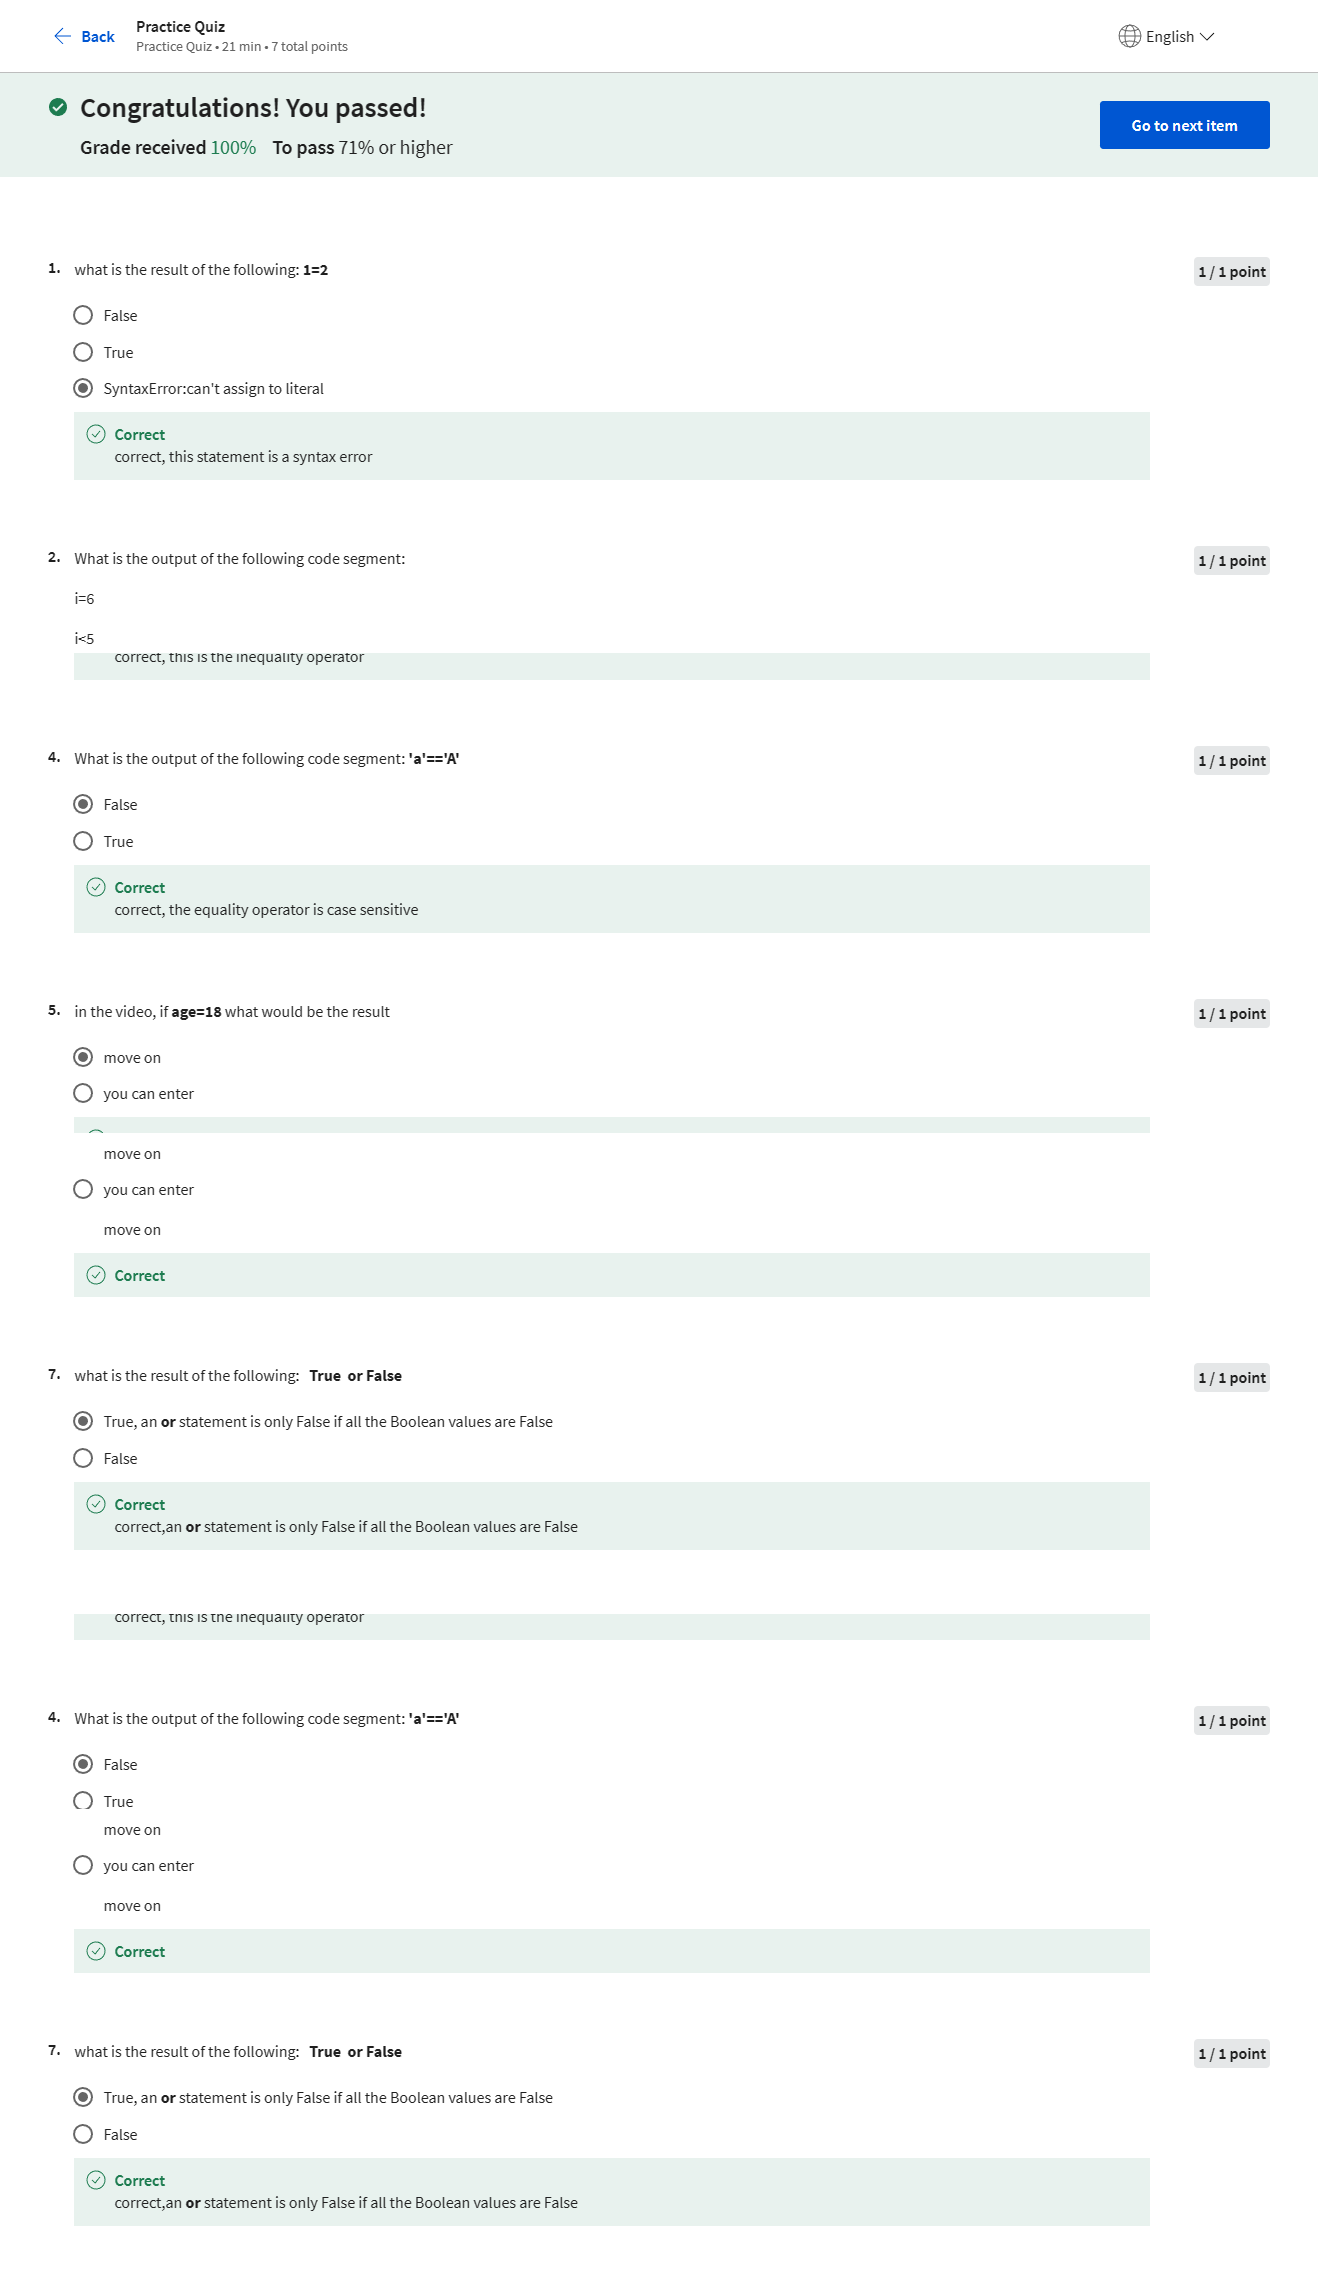 Back
Practice Quiz
Practice Quiz • 21 min • 7 total points
English
Congratulations! You passed!
Grade received 100% To pass 71% or higher
Go to next item
1. what is the result of the following: 1=2
1 / 1 point
False
True
SyntaxError:can't assign to literal
Correct
correct, this statement is a syntax error
2. What is the output of the following code segment:
1 / 1 point
i=6
i<5
correct, this is the inequality operator
4. What is the output of the following code segment: 'a'=='A'
1 / 1 point
False
True
Correct
correct, the equality operator is case sensitive
5. in the video, if age=18 what would be the result
1 / 1 point
move on
you can enter
move on
you can enter
move on
Correct
7. what is the result of the following: True or False
1 / 1 point
True, an or statement is only False if all the Boolean values are False
False
Correct
correct,an or statement is only False if all the Boolean values are False
correct, this is the inequality operator
4. What is the output of the following code segment: 'a'=='A'
1 / 1 point
False
True
move on
you can enter
move on
Correct
7. what is the result of the following: True or False
1 / 1 point
True, an or statement is only False if all the Boolean values are False
False
Correct
correct,an or statement is only False if all the Boolean values are False